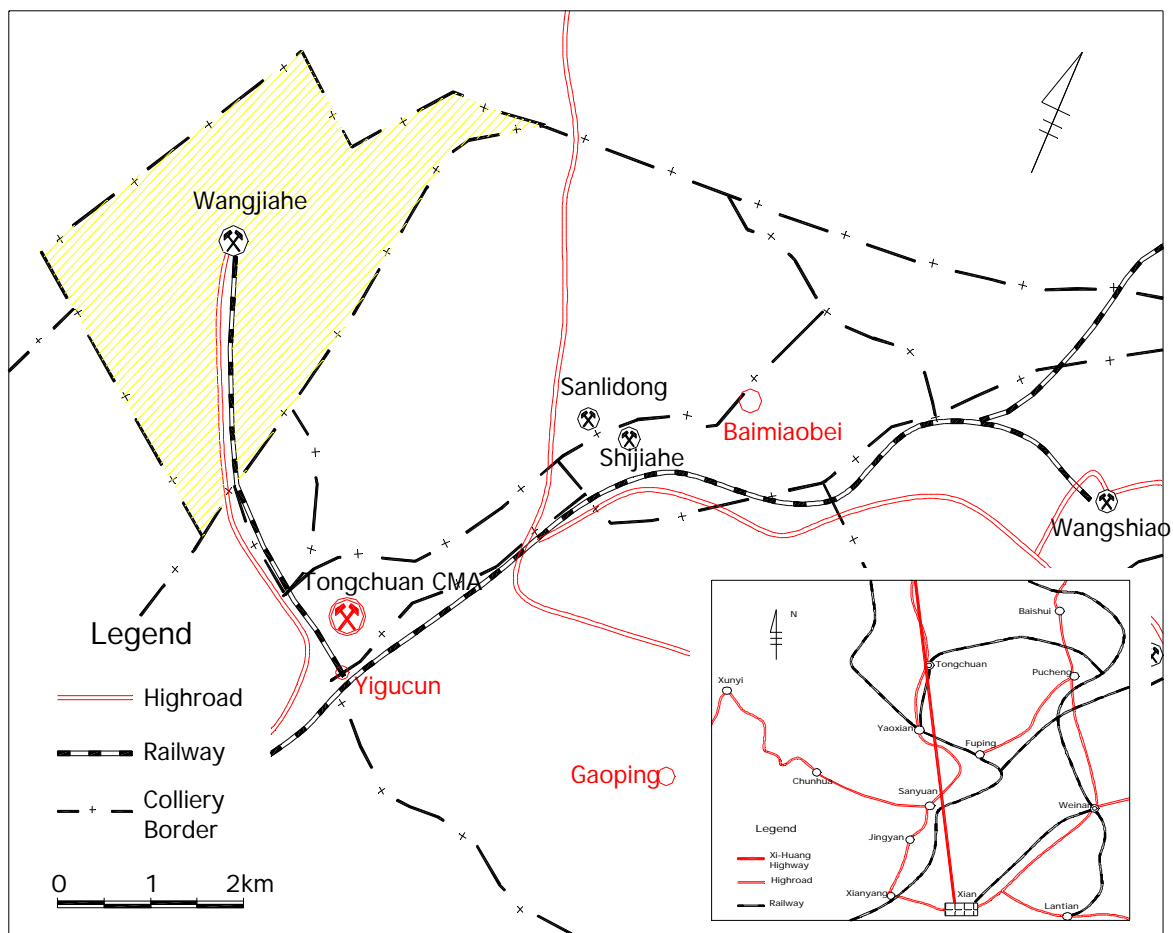 Wangjiahe
Sanlidong
Baimiaobei
Shijiahe
Wangshiao
Tongchuan CMA
Yigucun
Gaoping
Legend
Highroad
Railway
Colliery
Border
0 1 2km
N
Baishui
Tongchuan
Pucheng
Xunyi
Yaoxian
Fuping
Chunhua
Sanyuan
Weinan
Jingyan
Xianyang
Xian
Lantian
Legend
Xi-Huang
Highway
Highroad
Railway